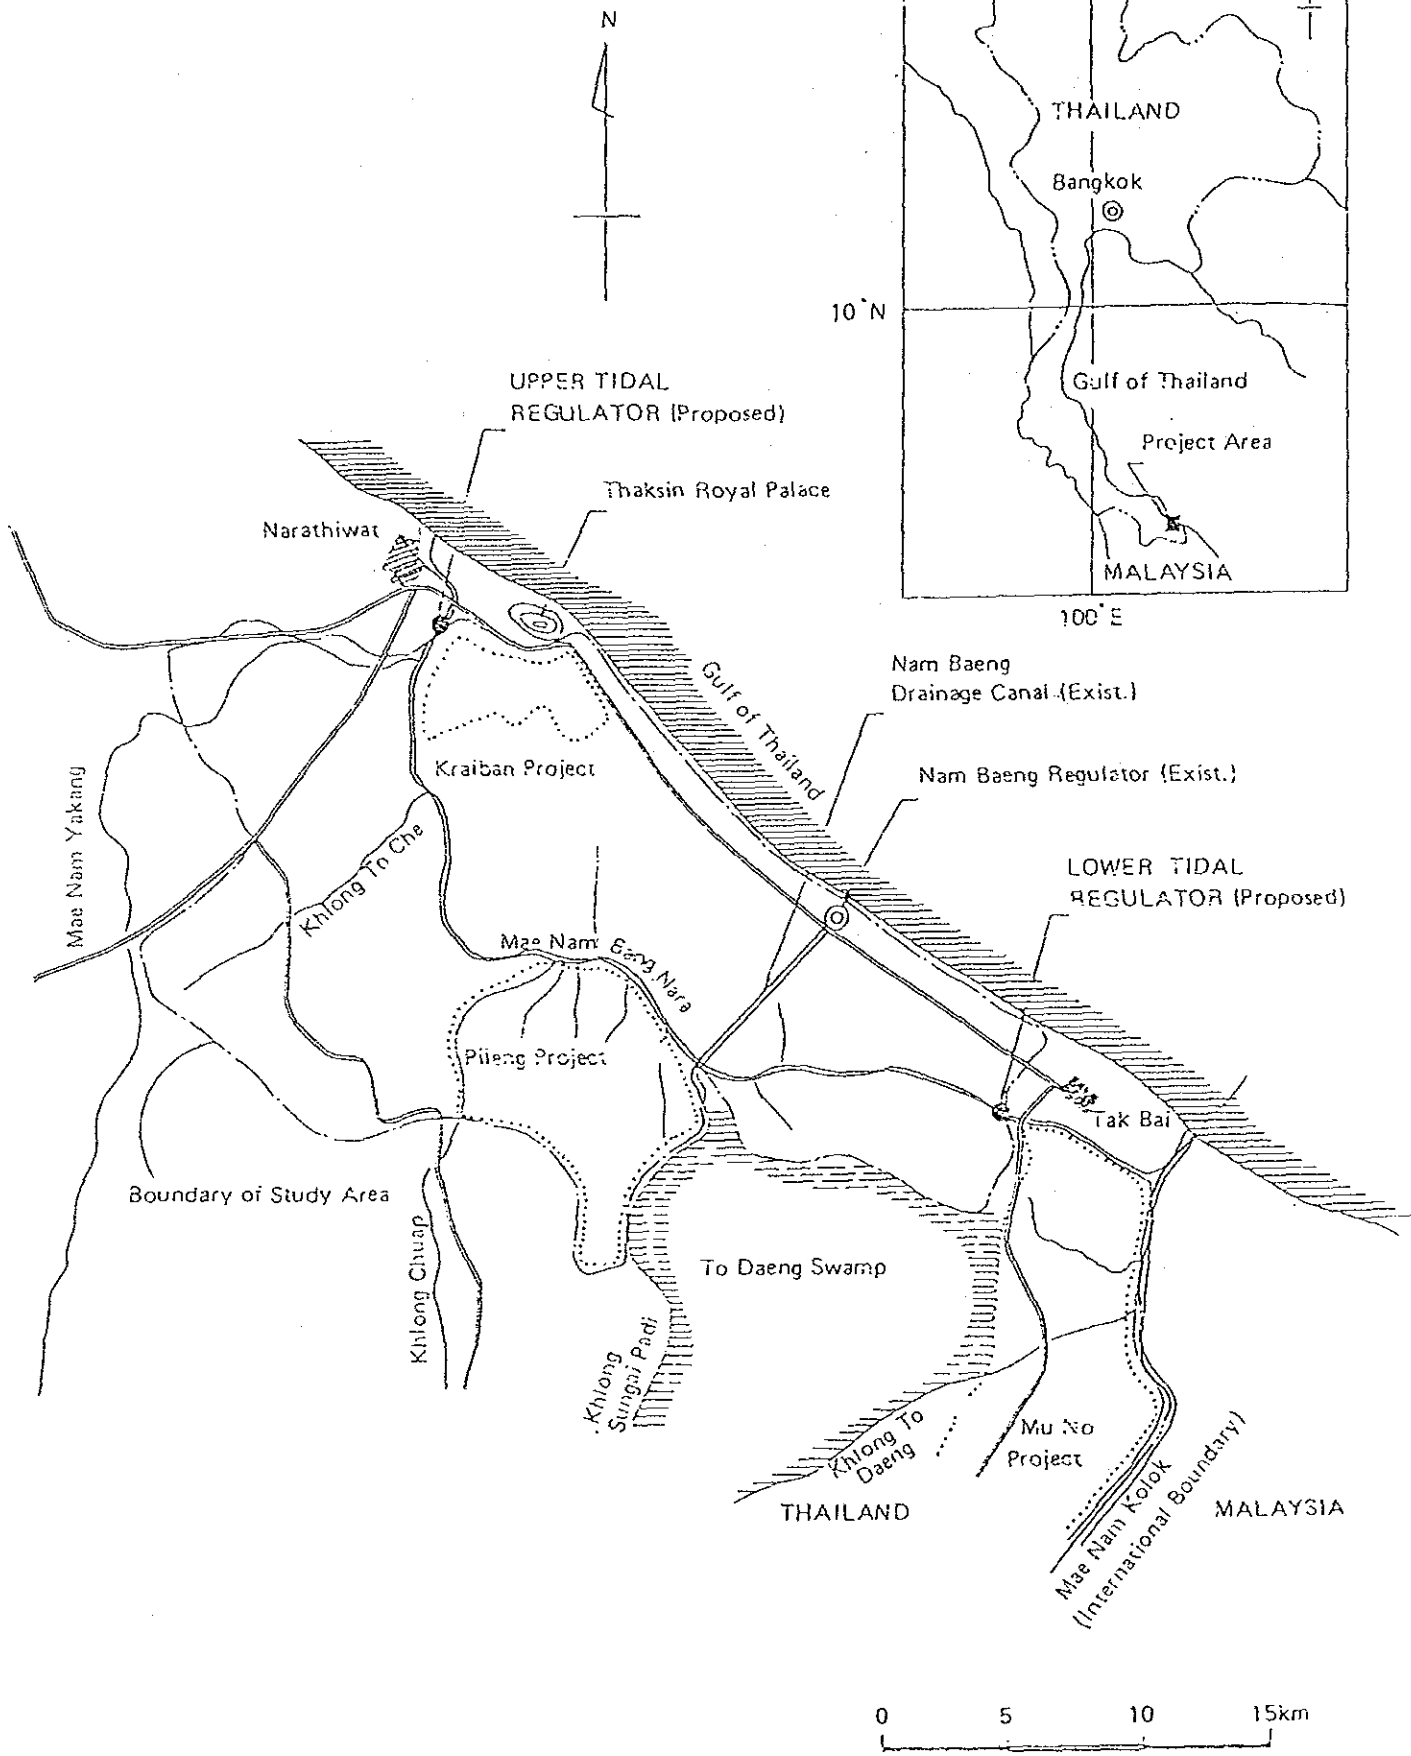 N
THAILAND
Bangkok
10°N
Gulf of Thailand
Project Area
MALAYSIA
100°E
UPPER TIDAL
REGULATOR (Proposed)
Thaksin Royal Palace
Narathiwat
Gulf of Thailand
Nam Baeng
Drainage Canal (Exist.)
Nam Baeng Regulator (Exist.)
Kraiban Project
Mae Nam Yakang
Khlong To Che
LOWER TIDAL
REGULATOR (Proposed)
Mae Nam Bang Nara
Pileng Project
Tak Bai
Boundary of Study Area
Khlong Chuap
To Daeng Swamp
Khlong
Sungai Padi
Khlong To
Daeng
Mu No
Project
THAILAND
Mae Nam Kolok
(International Boundary)
MALAYSIA
0 5 10 15km